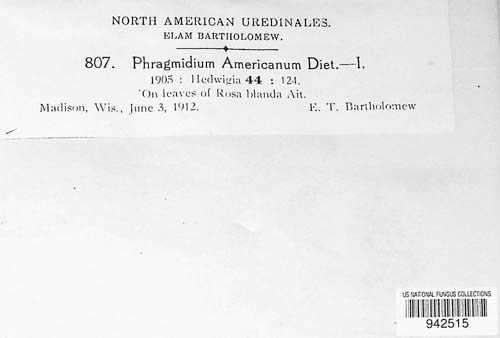 NORTH AMERICAN UREDINALES.
ELAM BARTHOLOMEW.
807. Phragmidium Americanum Diet.—I.
1905 : Hedwigia 44 : 124.
On leaves of Rosa blanda Ait.
Madison, Wis., June 3, 1912. E. T. Bartholomew
US NATIONAL FUNGUS COLLECTIONS
942515